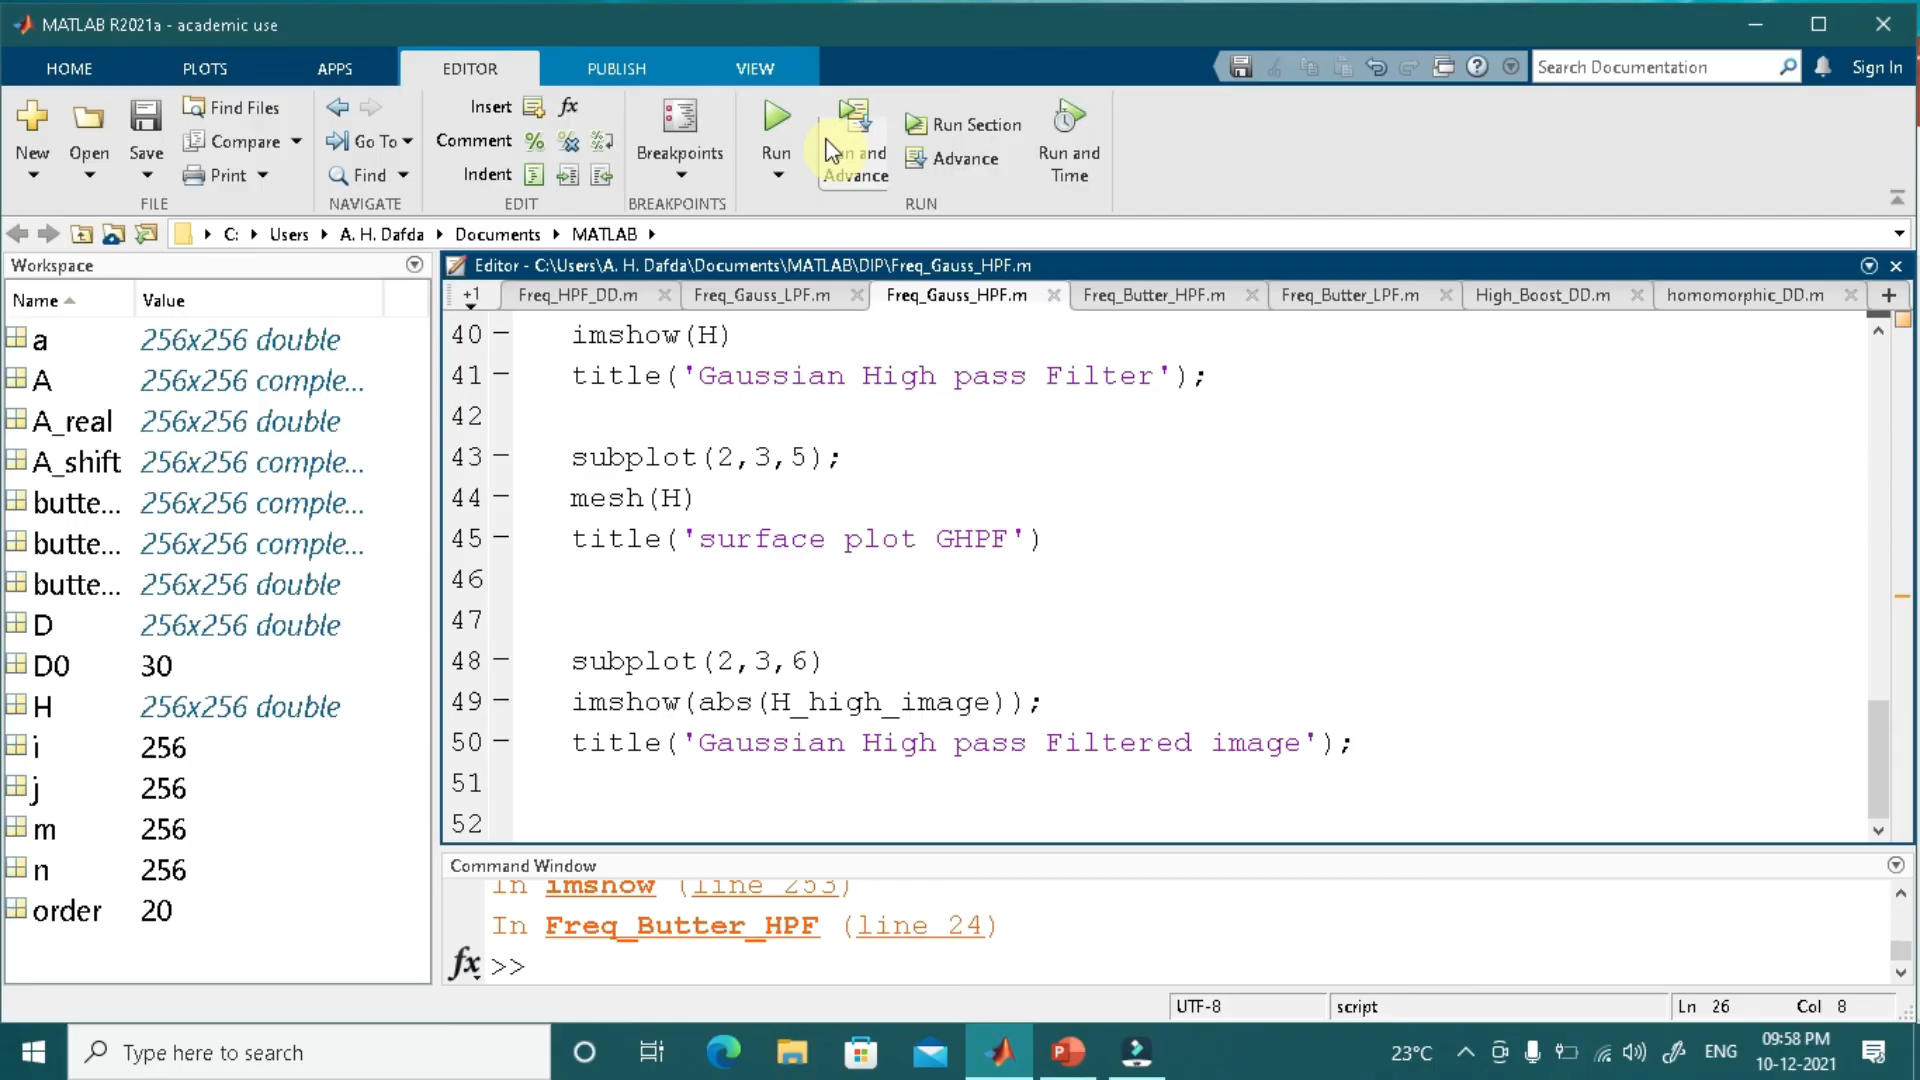 MATLAB R2021a - academic use
HOME PLOTS APPS EDITOR PUBLISH VIEW
Search Documentation
Sign In
New
Open
Save
Find Files
Compare
Print
FILE
Go To
Find
NAVIGATE
Insert fx
Comment
Indent
EDIT
Breakpoints
BREAKPOINTS
Run
and
Advance
Run Section
Advance
Run and
Time
RUN
C: Users A. H. Dafda Documents MATLAB
Workspace
Name Value
a 256x256 double
A 256x256 comple...
A_real 256x256 double
A_shift 256x256 comple...
butte... 256x256 comple...
butte... 256x256 comple...
butte... 256x256 double
D 256x256 double
D0 30
H 256x256 double
i 256
j 256
m 256
n 256
order 20
Editor - C:\Users\A. H. Dafda\Documents\MATLAB\DIP\Freq_Gauss_HPF.m
+1 Freq_HPF_DD.m Freq_Gauss_LPF.m Freq_Gauss_HPF.m Freq_Butter_HPF.m Freq_Butter_LPF.m High_Boost_DD.m homomorphic_DD.m +
40 – imshow(H)
41 – title('Gaussian High pass Filter');
42
43 – subplot(2,3,5);
44 – mesh(H)
45 – title('surface plot GHPF')
46
47
48 – subplot(2,3,6)
49 – imshow(abs(H_high_image));
50 – title('Gaussian High pass Filtered image');
51
52
Command Window
In imshow (line 253)
In Freq_Butter_HPF (line 24)
fx >>
UTF-8 script Ln 26 Col 8
Type here to search
23°C
ENG
09:58 PM
10-12-2021